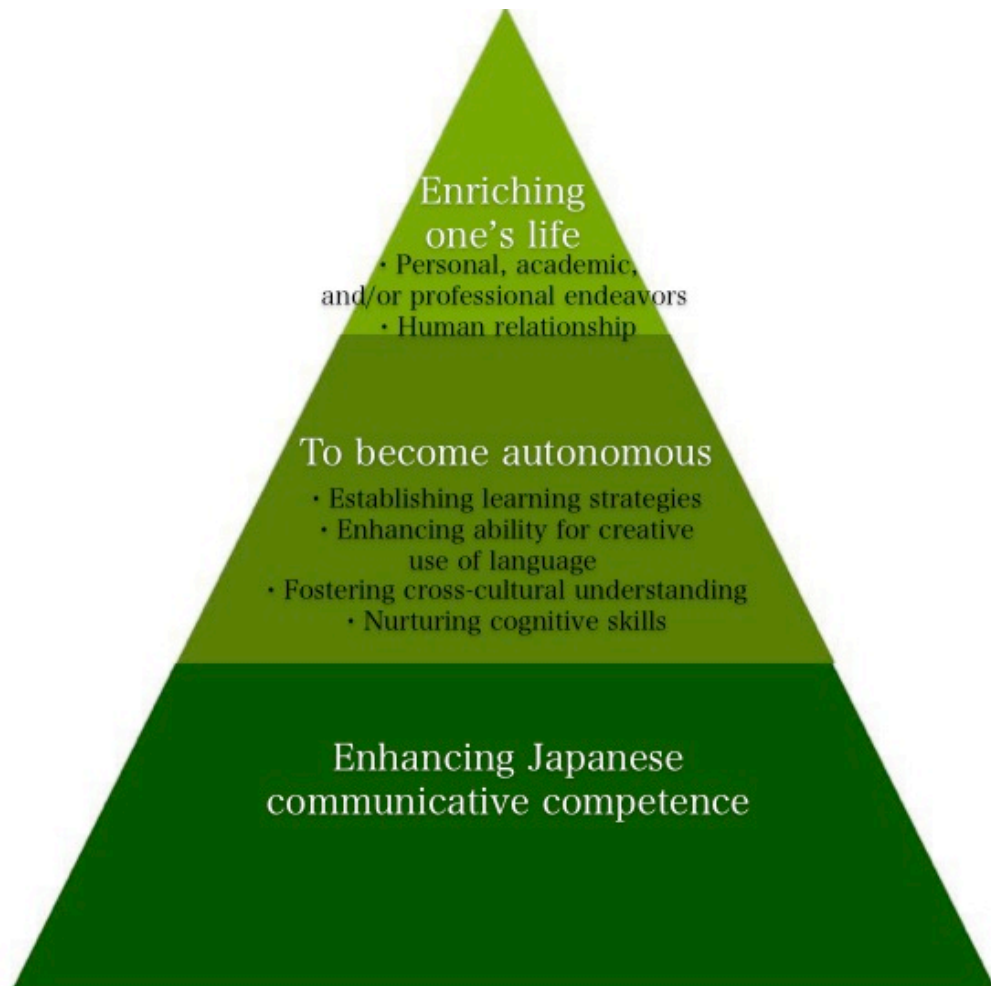 Enriching
one’s life
・Personal, academic,
and/or professional endeavors
・Human relationship
To become autonomous
・Establishing learning strategies
・Enhancing ability for creative
use of language
・Fostering cross-cultural understanding
・Nurturing cognitive skills
Enhancing Japanese
communicative competence